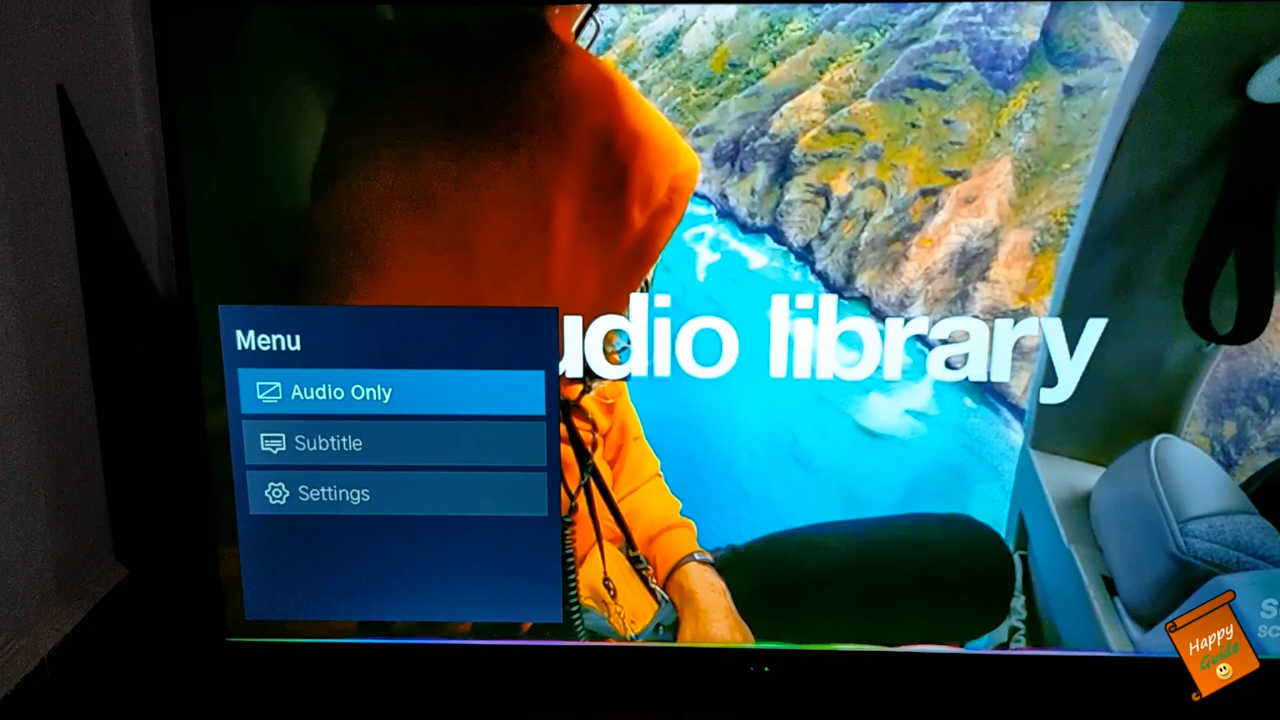 Menu
Audio Only
Subtitle
Settings
udio library
Happy
Guide